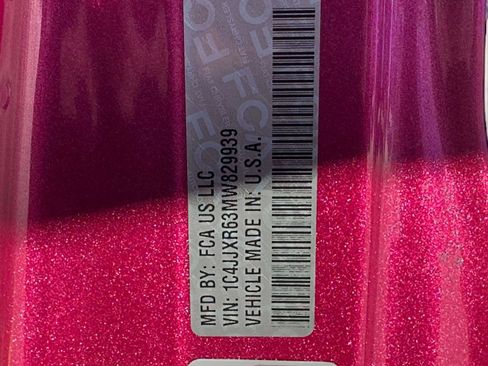 MFD BY: FCA US LLC
VIN: 1C4JJXR63MW829939
VEHICLE MADE IN: U.S.A.